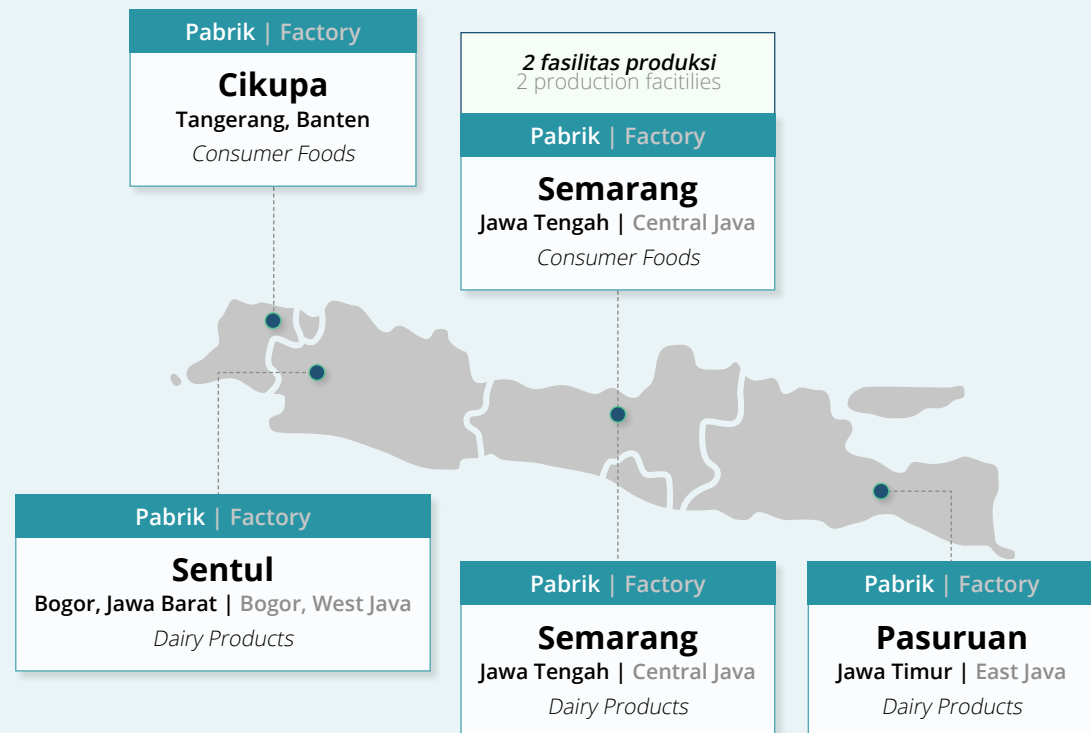 Pabrik | Factory
Cikupa
Tangerang, Banten
Consumer Foods
2 fasilitas produksi
2 production facitilies
Pabrik | Factory
Semarang
Jawa Tengah | Central Java
Consumer Foods
Pabrik | Factory
Sentul
Bogor, Jawa Barat | Bogor, West Java
Dairy Products
Pabrik | Factory
Semarang
Jawa Tengah | Central Java
Dairy Products
Pabrik | Factory
Pasuruan
Jawa Timur | East Java
Dairy Products